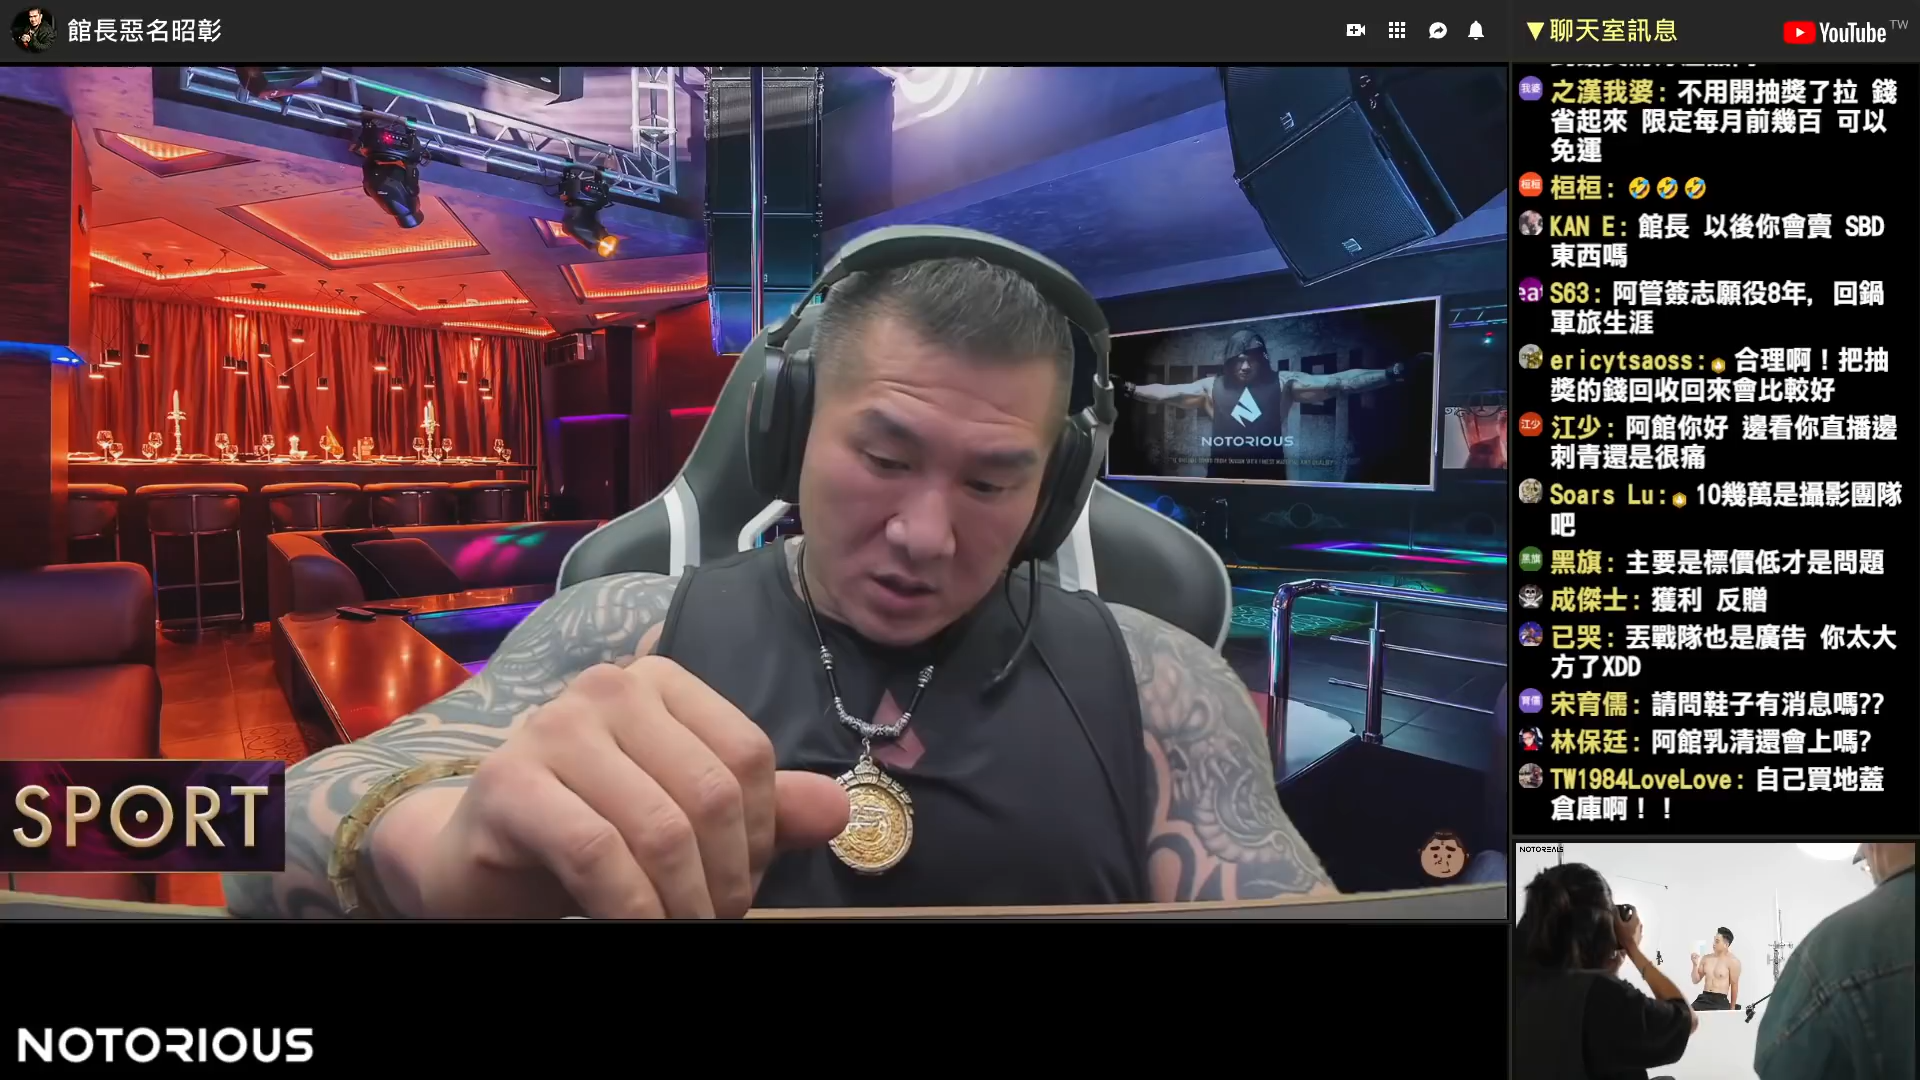 館長惡名昭彰
▼聊天室訊息
YouTube TW
之漢我婆: 不用開抽獎了拉 錢
省起來 限定每月前幾百 可以
免運
桓桓: 🤣🤣🤣
KAN E: 館長 以後你會賣 SBD
東西嗎
S63: 阿管簽志願役8年, 回鍋
軍旅生涯
ericytsaoss: 合理啊！把抽
獎的錢回收回來會比較好
江少: 阿館你好 邊看你直播邊
刺青還是很痛
Soars Lu: 10幾萬是攝影團隊
吧
黑旗: 主要是標價低才是問題
成傑士: 獲利 反贈
已哭: 丟戰隊也是廣告 你太大
方了XDD
宋育儒: 請問鞋子有消息嗎??
林保廷: 阿館乳清還會上嗎?
TW1984LoveLove: 自己買地蓋
倉庫啊！！
NOTORIOUS
SPORT
NOTOREALS
NOTORIOUS